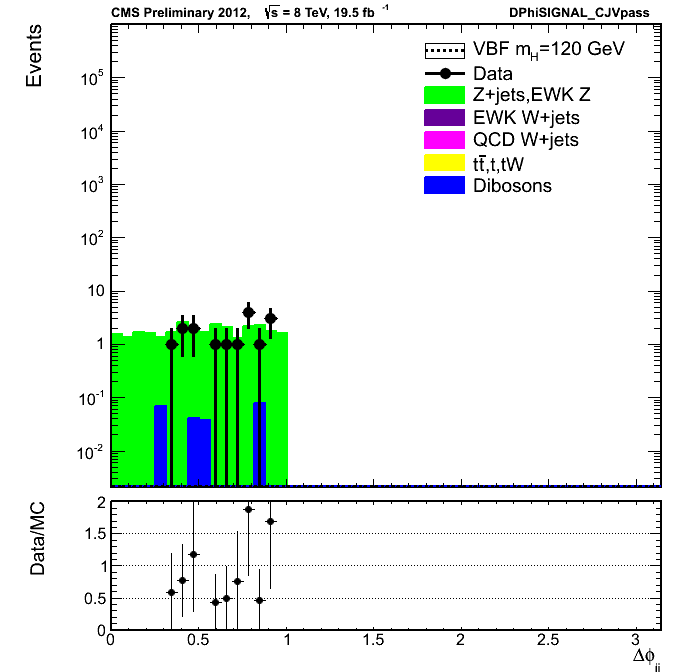 CMS Preliminary 2012, √s = 8 TeV, 19.5 fb⁻¹ DPhiSIGNAL_CJVpass
Events
VBF m_H=120 GeV
Data
Z+jets,EWK Z
EWK W+jets
QCD W+jets
tt̄,t,tW
Dibosons
10⁵
10⁴
10³
10²
10
1
10⁻¹
10⁻²
Data/MC
2
1.5
1
0.5
0
0 0.5 1 1.5 2 2.5 3
Δϕ_jj